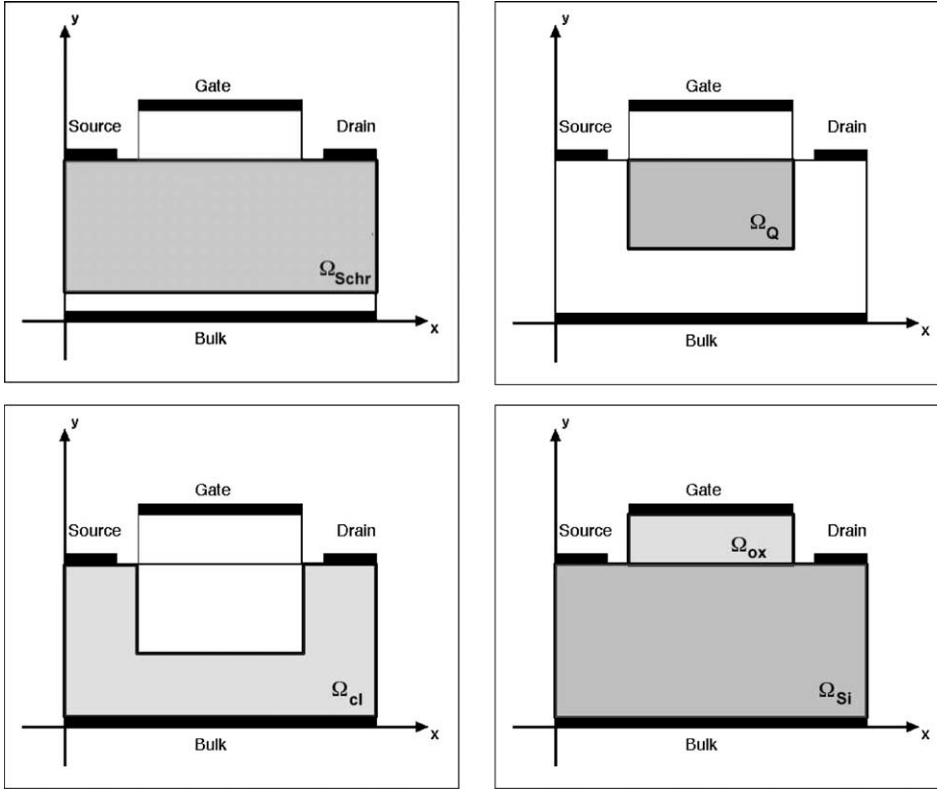 y
Gate
Source
Drain
Ω_Schr
x
Bulk
y
Gate
Source
Drain
Ω_Q
x
Bulk
y
Gate
Source
Drain
Ω_cl
x
Bulk
y
Gate
Source
Drain
Ω_ox
Ω_Si
x
Bulk